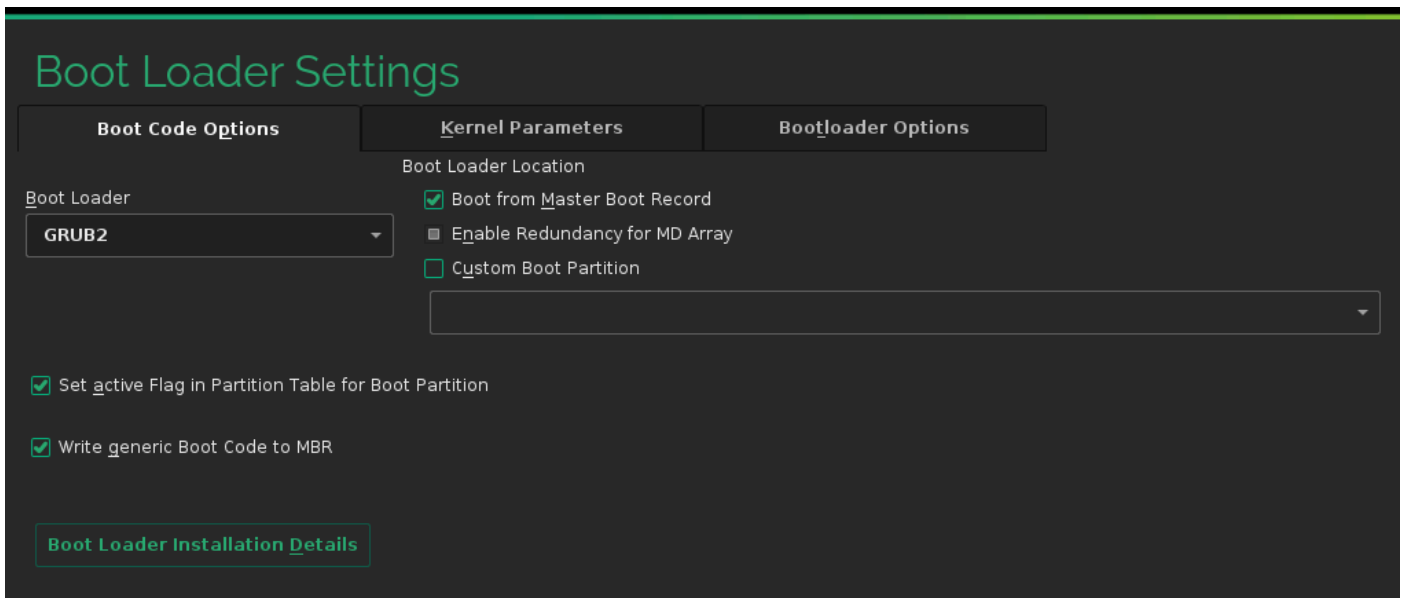 Boot Loader Settings
Boot Code Options
Kernel Parameters
Bootloader Options
Boot Loader
GRUB2
Boot Loader Location
Boot from Master Boot Record
Enable Redundancy for MD Array
Custom Boot Partition
Set active Flag in Partition Table for Boot Partition
Write generic Boot Code to MBR
Boot Loader Installation Details